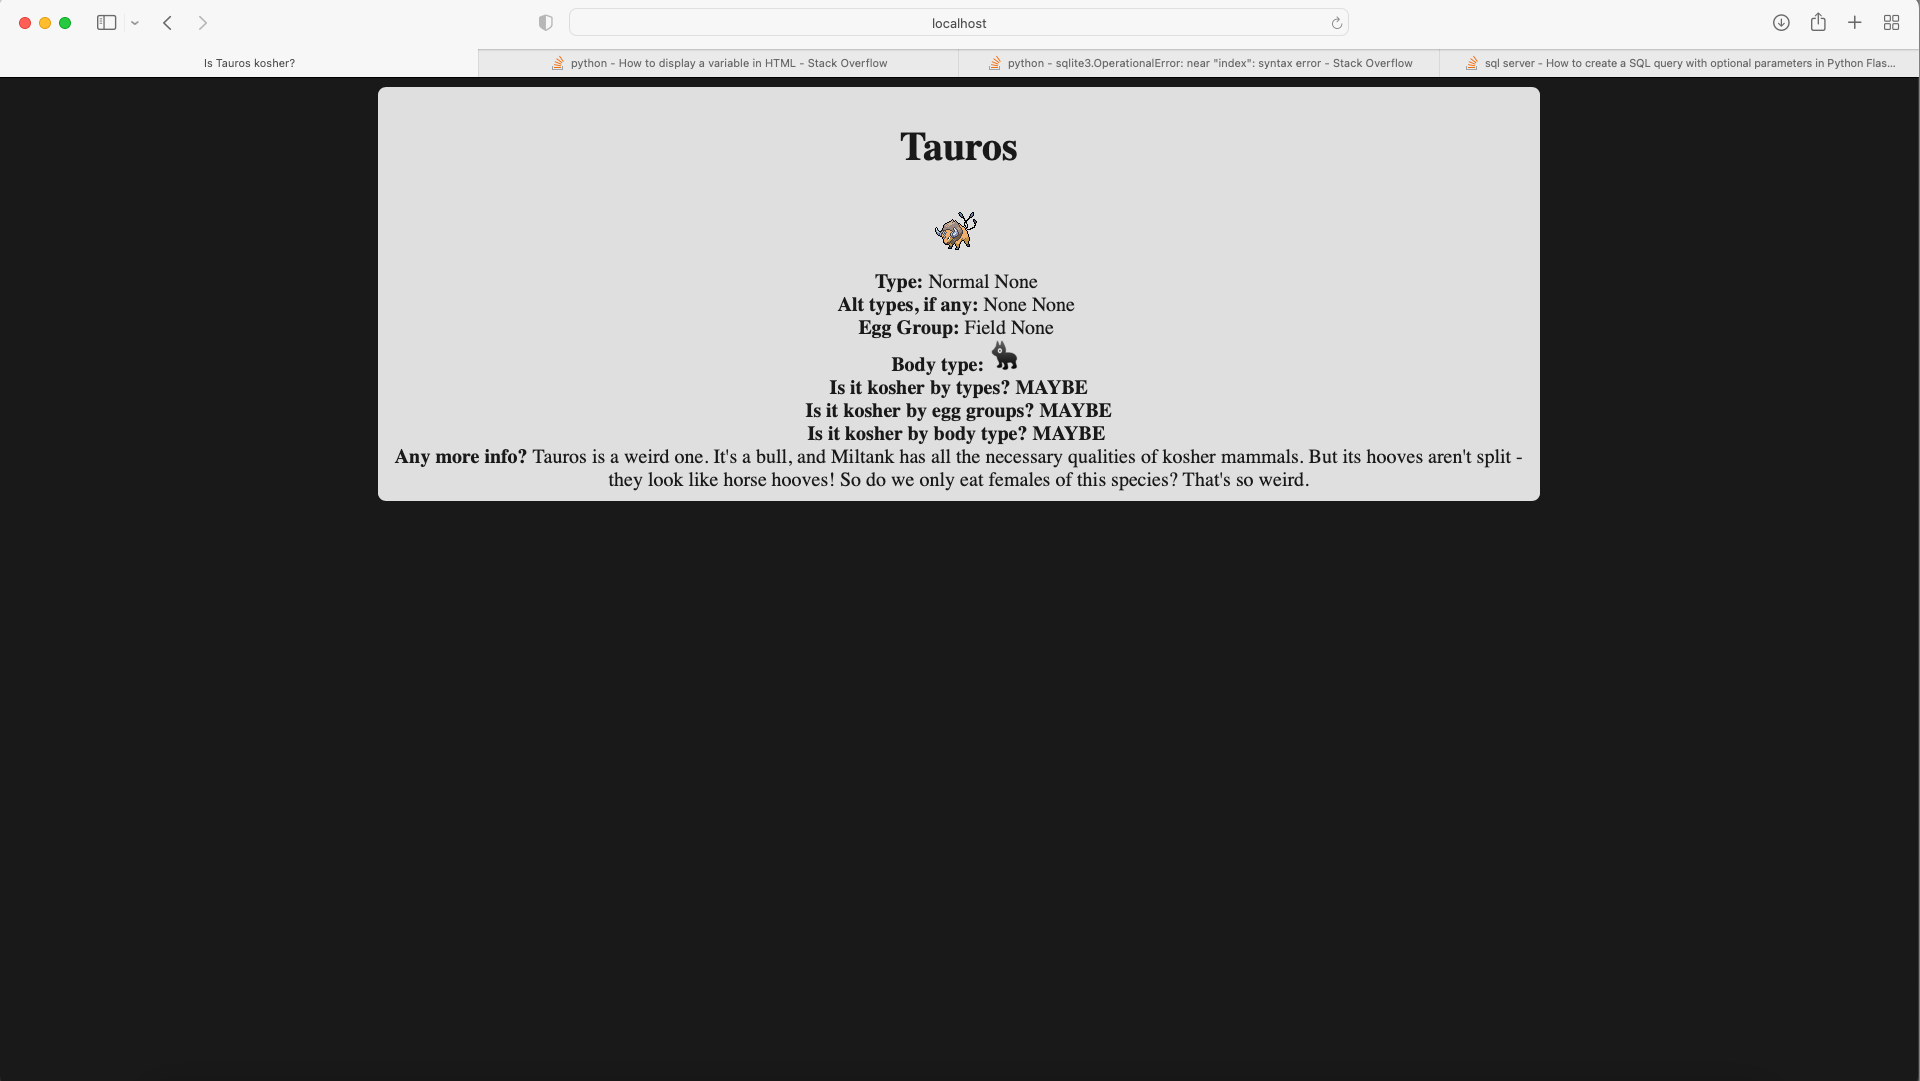 localhost
Is Tauros kosher?
python - How to display a variable in HTML - Stack Overflow
python - sqlite3.OperationalError: near "index": syntax error - Stack Overflow
sql server - How to create a SQL query with optional parameters in Python Flas...
Tauros
Type: Normal None
Alt types, if any: None None
Egg Group: Field None
Body type:
Is it kosher by types? MAYBE
Is it kosher by egg groups? MAYBE
Is it kosher by body type? MAYBE
Any more info? Tauros is a weird one. It's a bull, and Miltank has all the necessary qualities of kosher mammals. But its hooves aren't split -
they look like horse hooves! So do we only eat females of this species? That's so weird.